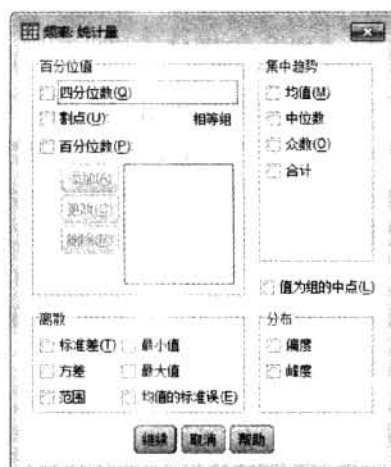 频率: 统计量
百分位值
四分位数(Q)
割点(U): 相等组
百分位数(P):
添加(A)
更改(C)
删除(R)
集中趋势
均值(M)
中位数
众数(O)
合计
值为组的中点(L)
离散
标准差(T) 最小值
方差 最大值
范围 均值的标准误(E)
分布
偏度
峰度
继续 取消 帮助